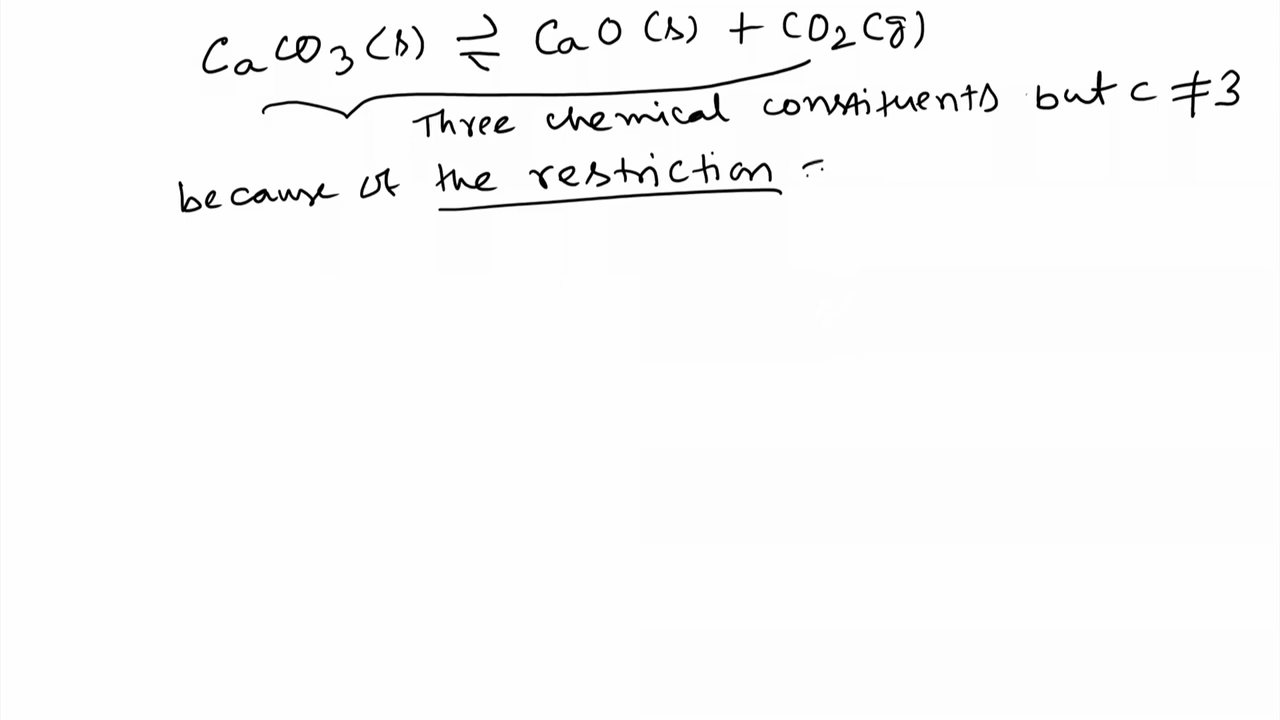 CaCO3(s) ⇌ CaO(s) + CO2(g)
Three chemical constituents but c ≠ 3
because of the restriction =